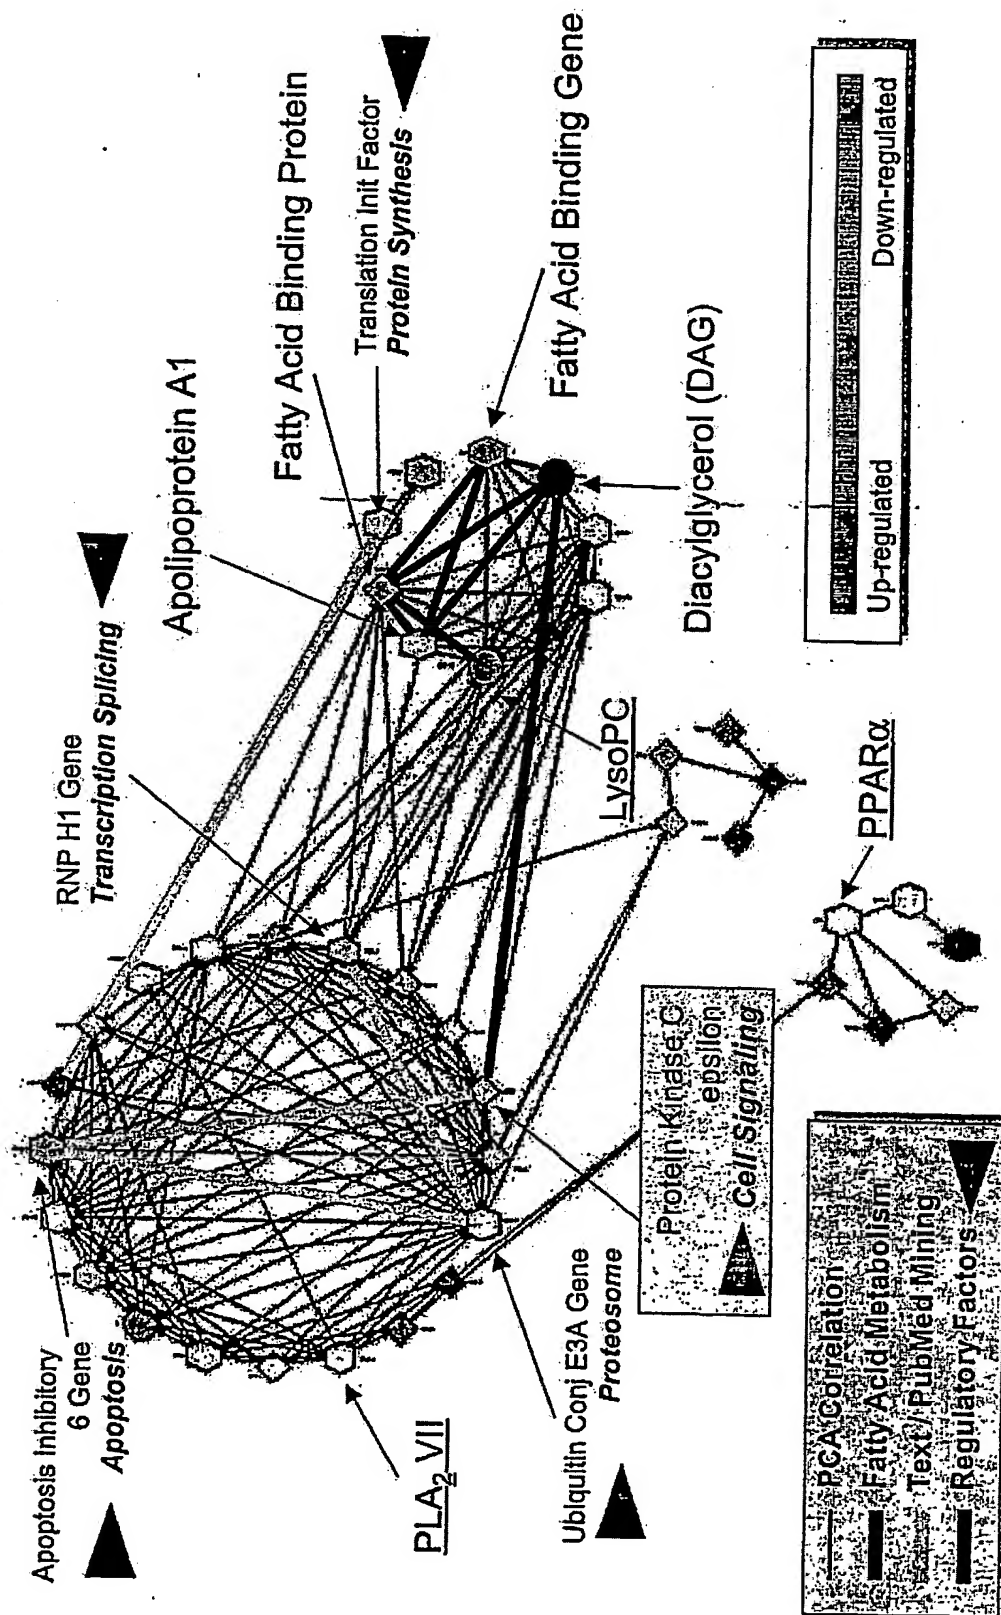 Apoptosis Inhibitory
6 Gene
Apoptosis
RNP H1 Gene
Transcription Splicing
Apolipoprotein A1
Fatty Acid Binding Protein
Translation Init Factor
Protein Synthesis
Fatty Acid Binding Gene
Diacylglycerol (DAG)
LysoPC
PPARα
PLA2 VII
Ubiquitin Conj E3A Gene
Proteosome
Protein Kinase C
epsilon
Cell Signaling
PCA Correlation
Fatty Acid Metabolism
Text / PubMed Mining
Regulatory Factors
Up-regulated
Down-regulated